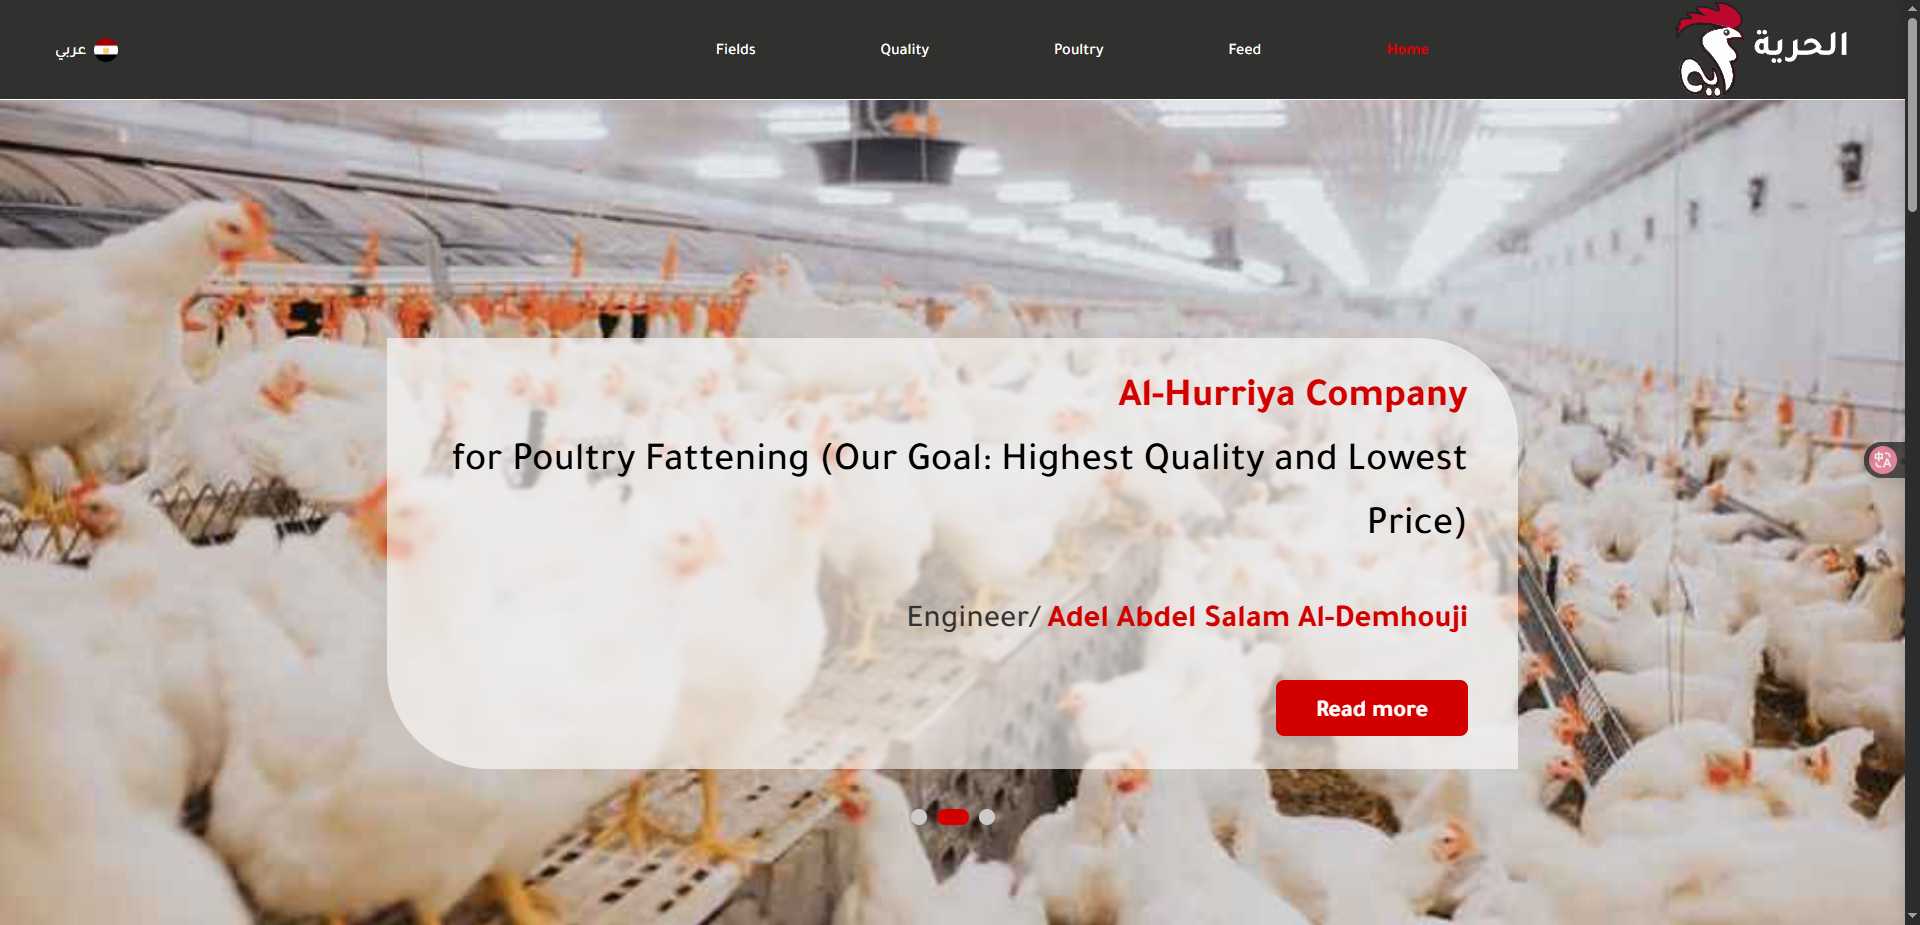 الحرية
Home
Feed
Poultry
Quality
Fields
عربي
Al-Hurriya Company
for Poultry Fattening (Our Goal: Highest Quality and Lowest
Price)
Engineer/ Adel Abdel Salam Al-Demhouji
Read more